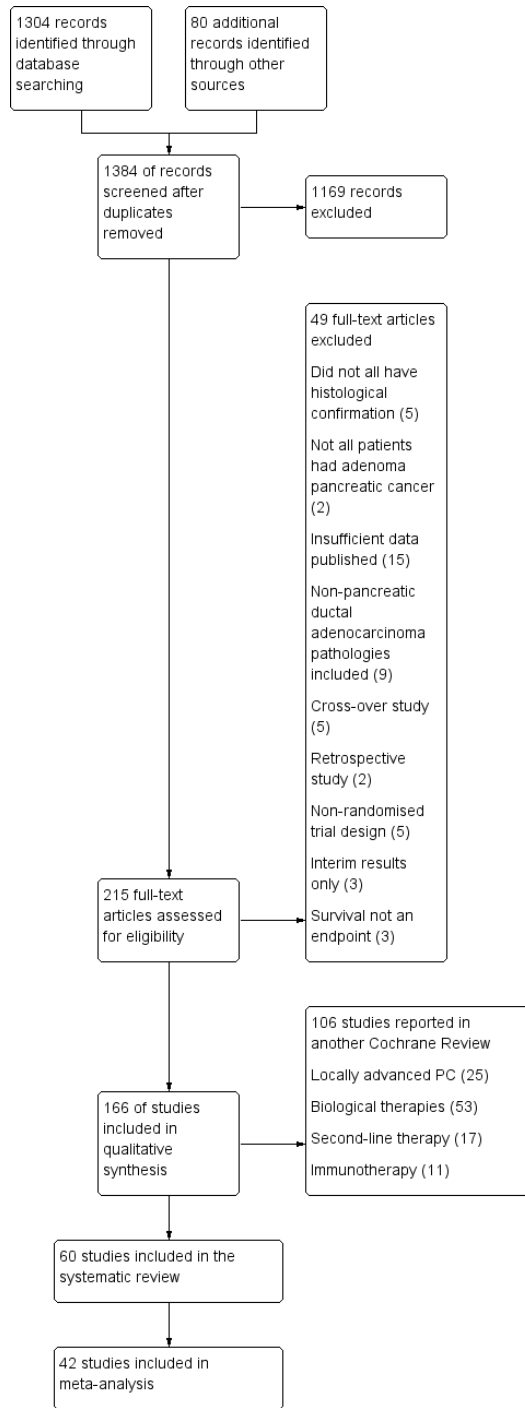 1304 records
identified through
database
searching
80 additional
records identified
through other
sources
1384 of records
screened after
duplicates
removed
1169 records
excluded
49 full-text articles
excluded
Did not all have
histological
confirmation (5)
Not all patients
had adenoma
pancreatic cancer
(2)
Insufficient data
published (15)
Non-pancreatic
ductal
adenocarcinoma
pathologies
included (9)
Cross-over study
(5)
Retrospective
study (2)
Non-randomised
trial design (5)
Interim results
only (3)
Survival not an
endpoint (3)
215 full-text
articles assessed
for eligibility
106 studies reported in
another Cochrane Review
Locally advanced PC (25)
Biological therapies (53)
Second-line therapy (17)
Immunotherapy (11)
166 of studies
included in
qualitative
synthesis
60 studies included in the
systematic review
42 studies included in
meta-analysis